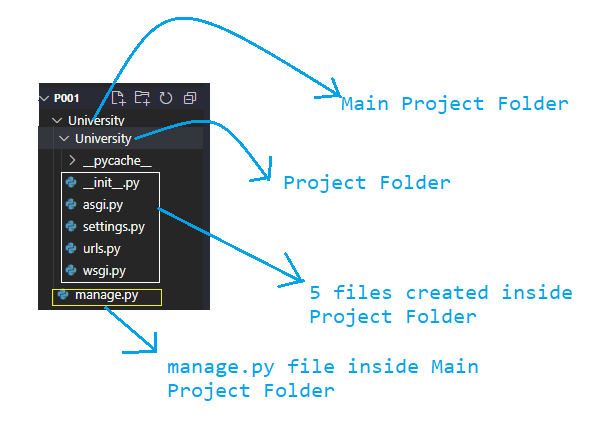 P001
University
Main Project Folder
University
__pycache__
Project Folder
__init__.py
asgi.py
settings.py
urls.py
wsgi.py
5 files created inside
Project Folder
manage.py
manage.py file inside Main
Project Folder